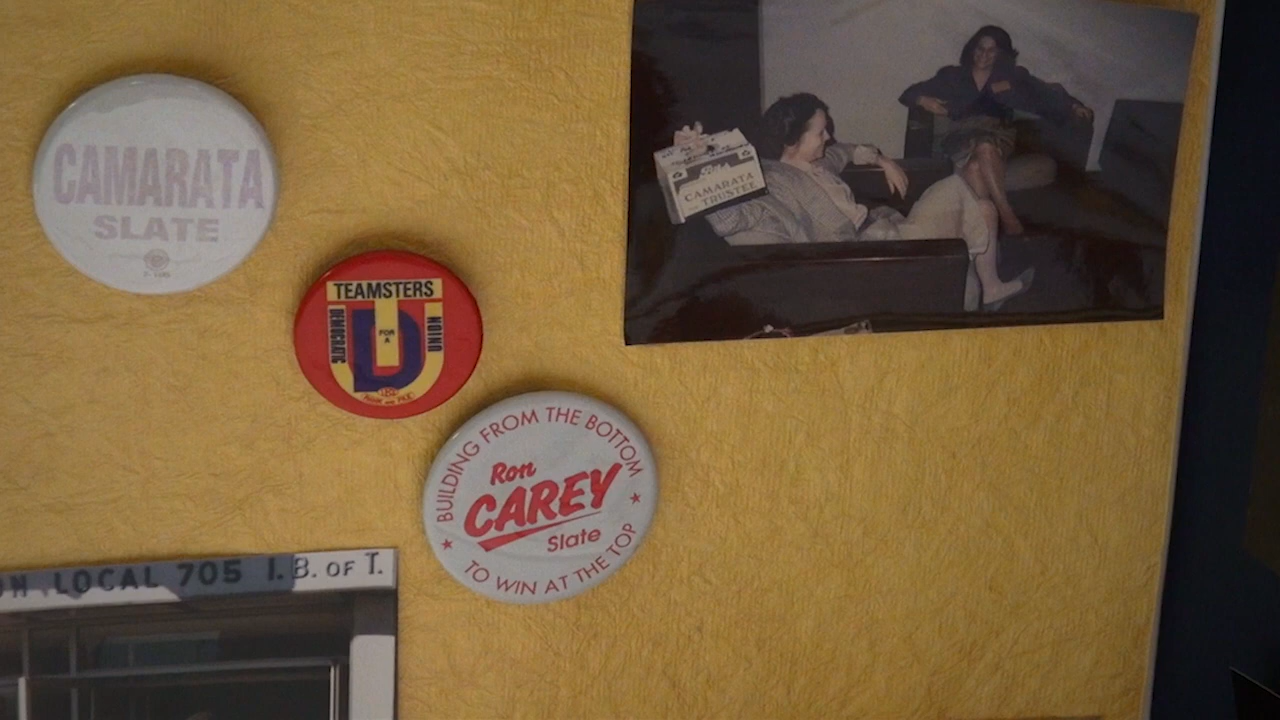 CAMARATA
SLATE
CAMARATA
TRUSTEE
TEAMSTERS
DEMOCRATIC
FOR
A
UNION
BUILDING FROM THE BOTTOM
Ron
CAREY
Slate
TO WIN AT THE TOP
LOCAL 705 I.B. OF T.